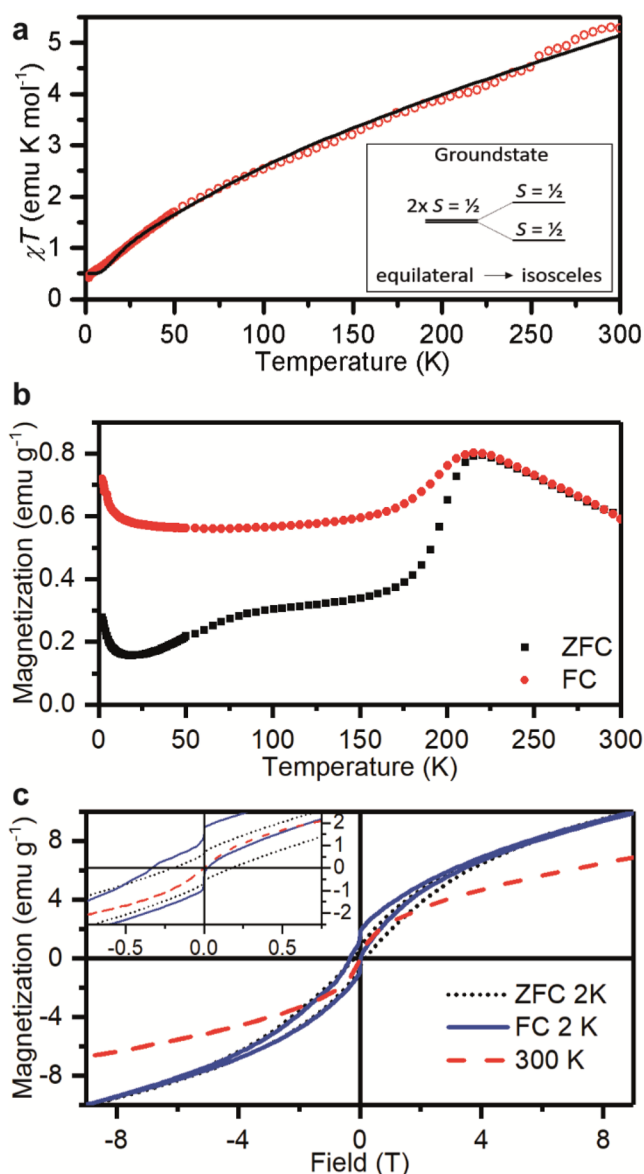 a
5
4
3
2
1
0
χT (emu K mol⁻¹)
Groundstate
S = ½
2x S = ½
S = ½
equilateral → isosceles
0 50 100 150 200 250 300
Temperature (K)
b
0.8
0.6
0.4
0.2
0.0
Magnetization (emu g⁻¹)
ZFC
FC
0 50 100 150 200 250 300
Temperature (K)
c
8
4
0
-4
-8
Magnetization (emu g⁻¹)
2
1
0
-1
-2
-0.5 0.0 0.5
ZFC 2K
FC 2 K
300 K
-8 -4 0 4 8
Field (T)